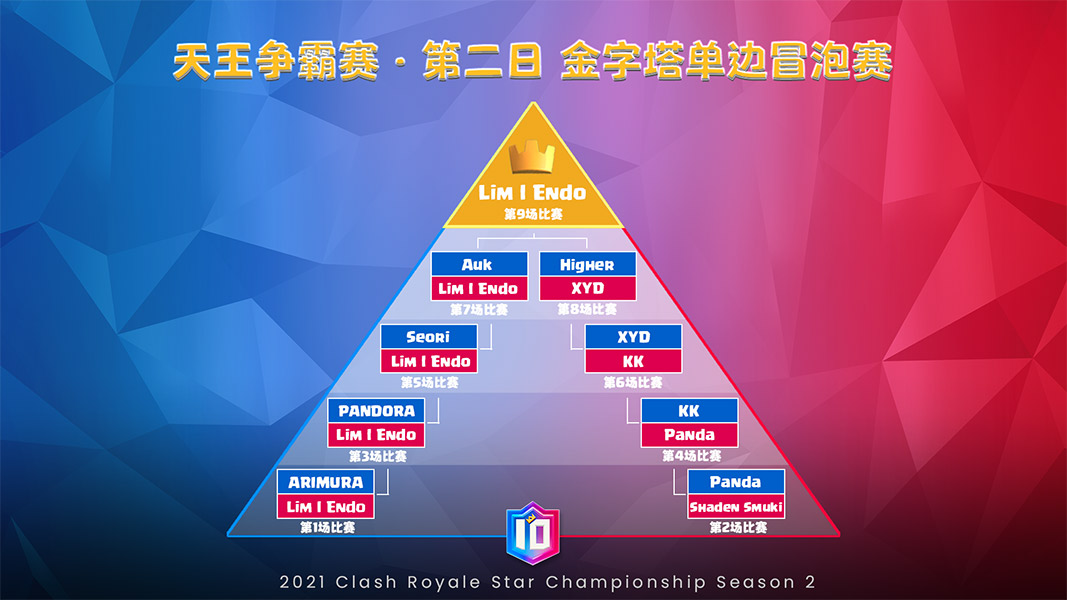 天王争霸赛·第二日 金字塔单边冒泡赛
Lim I Endo
第9场比赛
Auk
Lim I Endo
第7场比赛
Higher
XYD
第8场比赛
Seori
Lim I Endo
第5场比赛
XYD
KK
第6场比赛
PANDORA
Lim I Endo
第3场比赛
KK
Panda
第4场比赛
ARIMURA
Lim I Endo
第1场比赛
Panda
Shaden Smuki
第2场比赛
10
2021 Clash Royale Star Championship Season 2